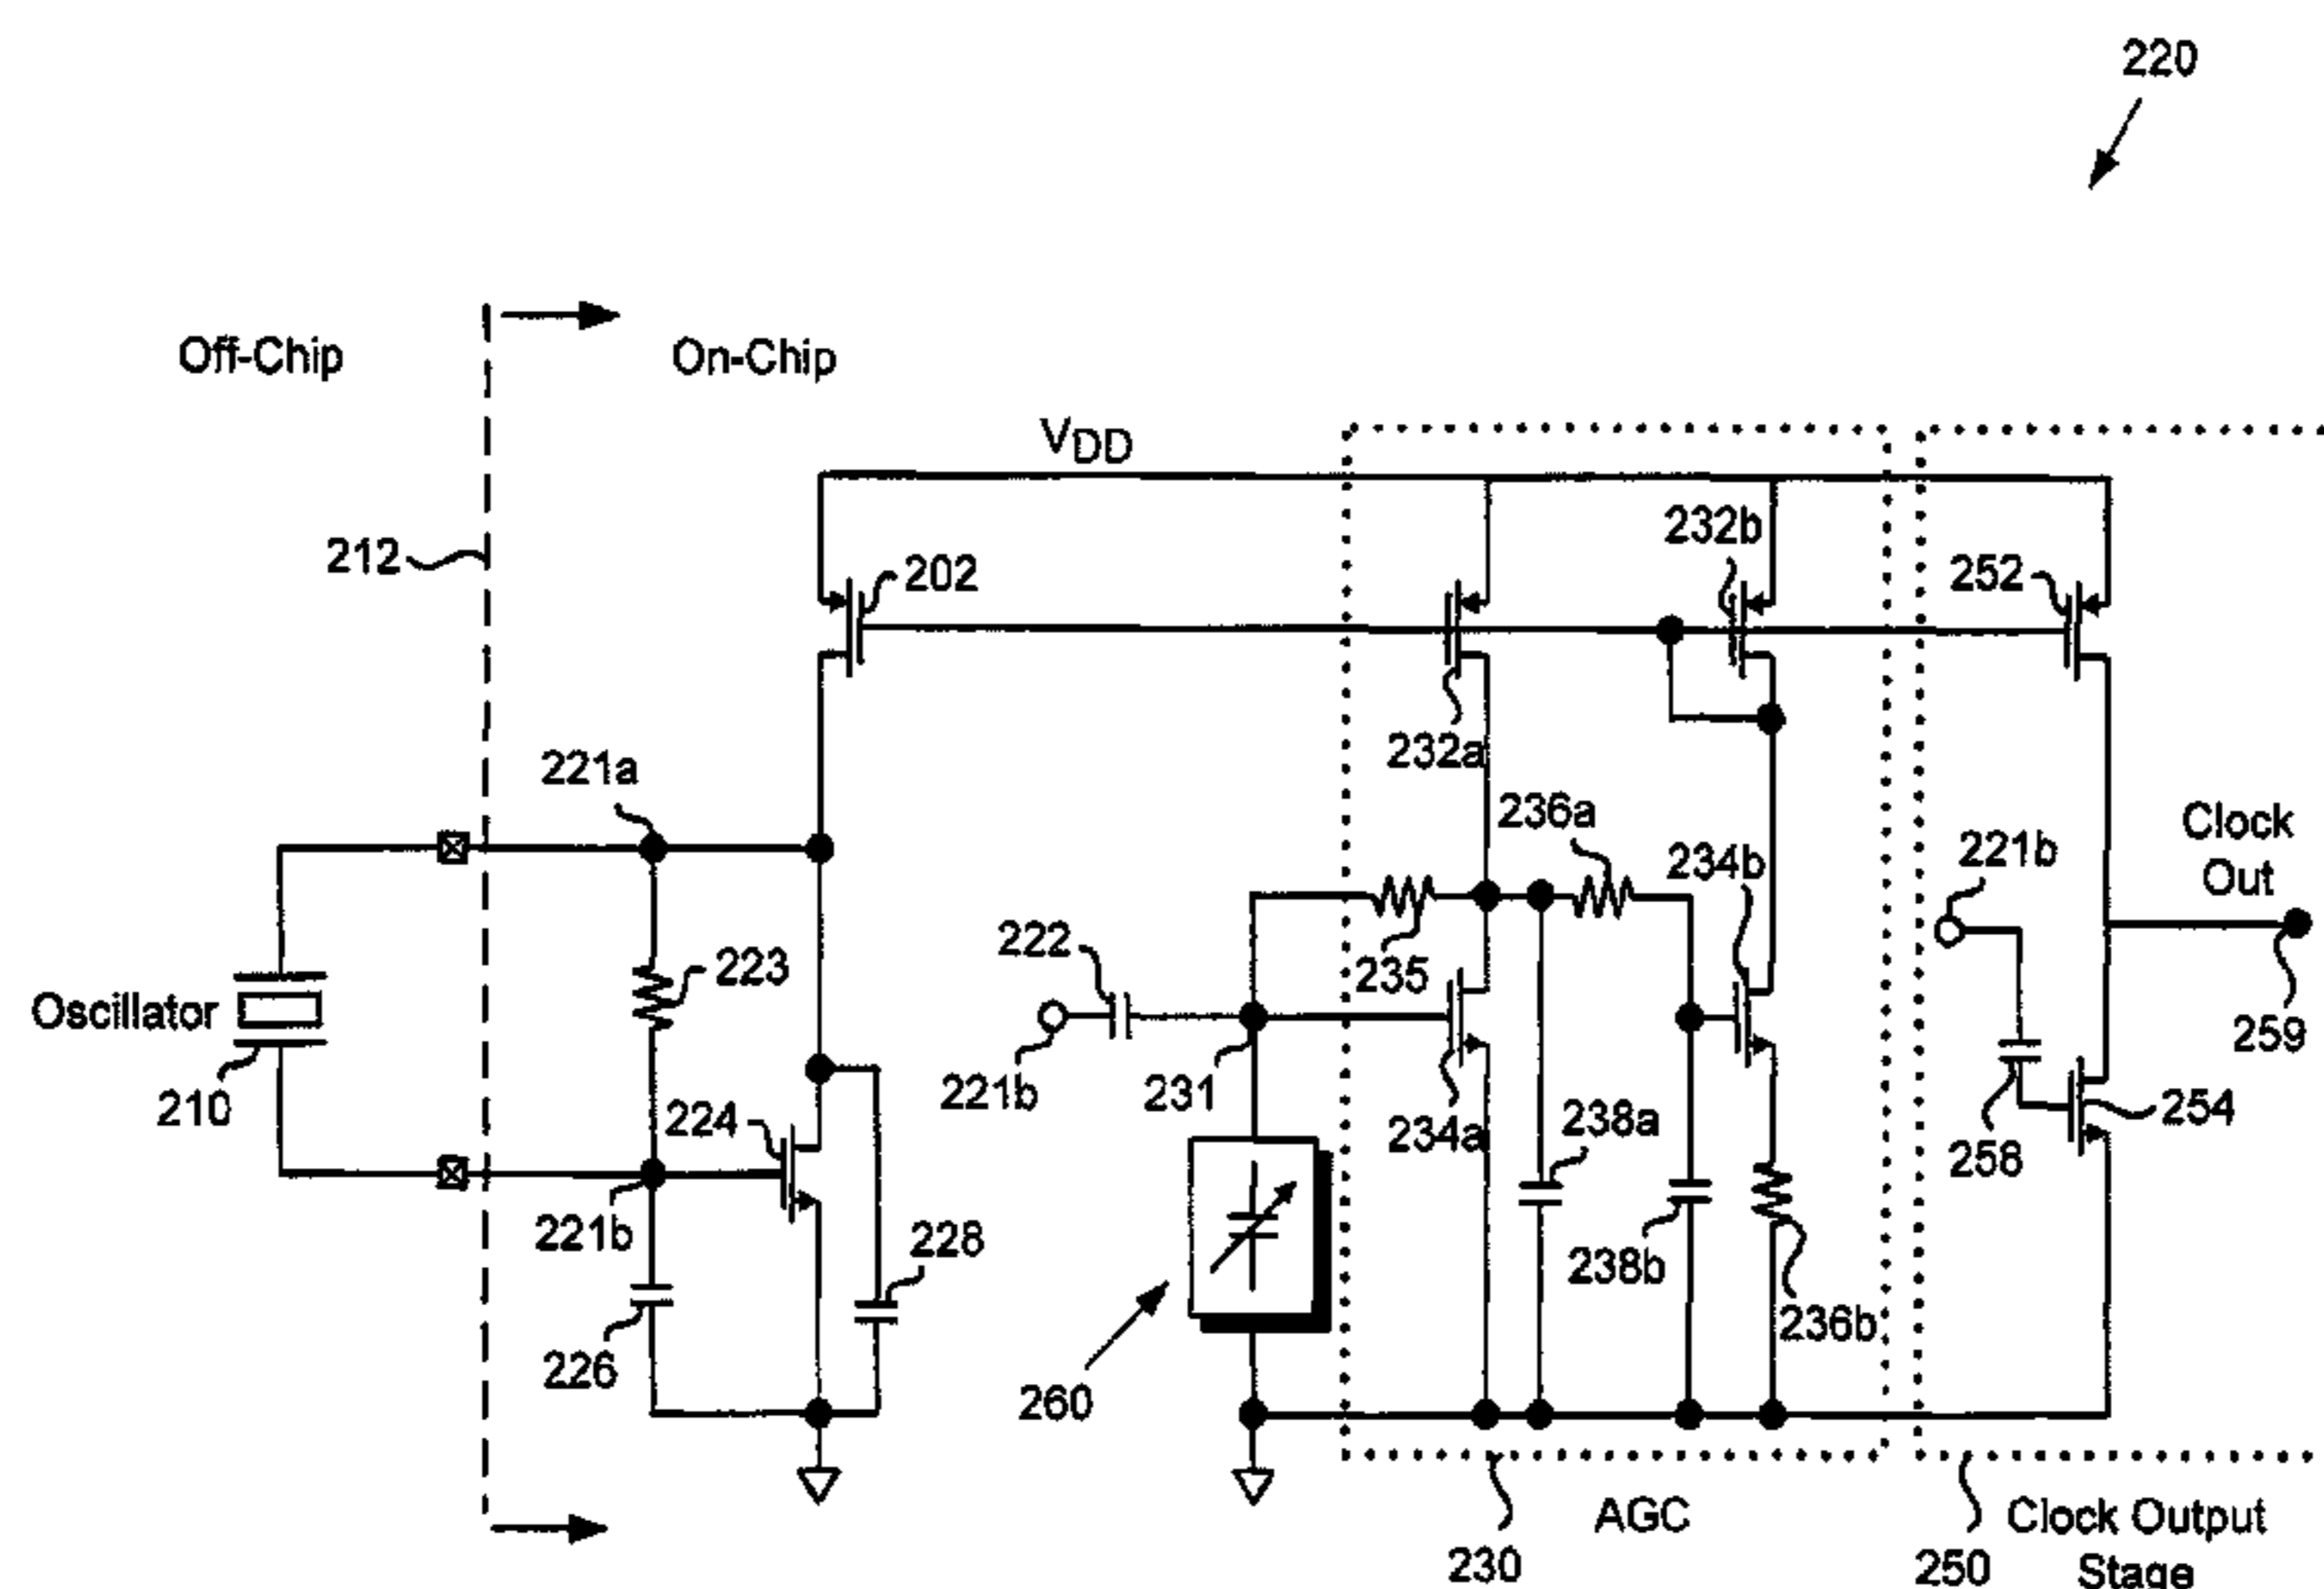 220
Off-Chip
On-Chip
VDD
212
202
232b
252
232a
221a
236a
234b
221b
Clock
Out
222
235
223
Oscillator
210
221b
231
259
224
234a
238a
258
254
221b
228
238b
236b
226
260
AGC
230
250
Clock Output
Stage